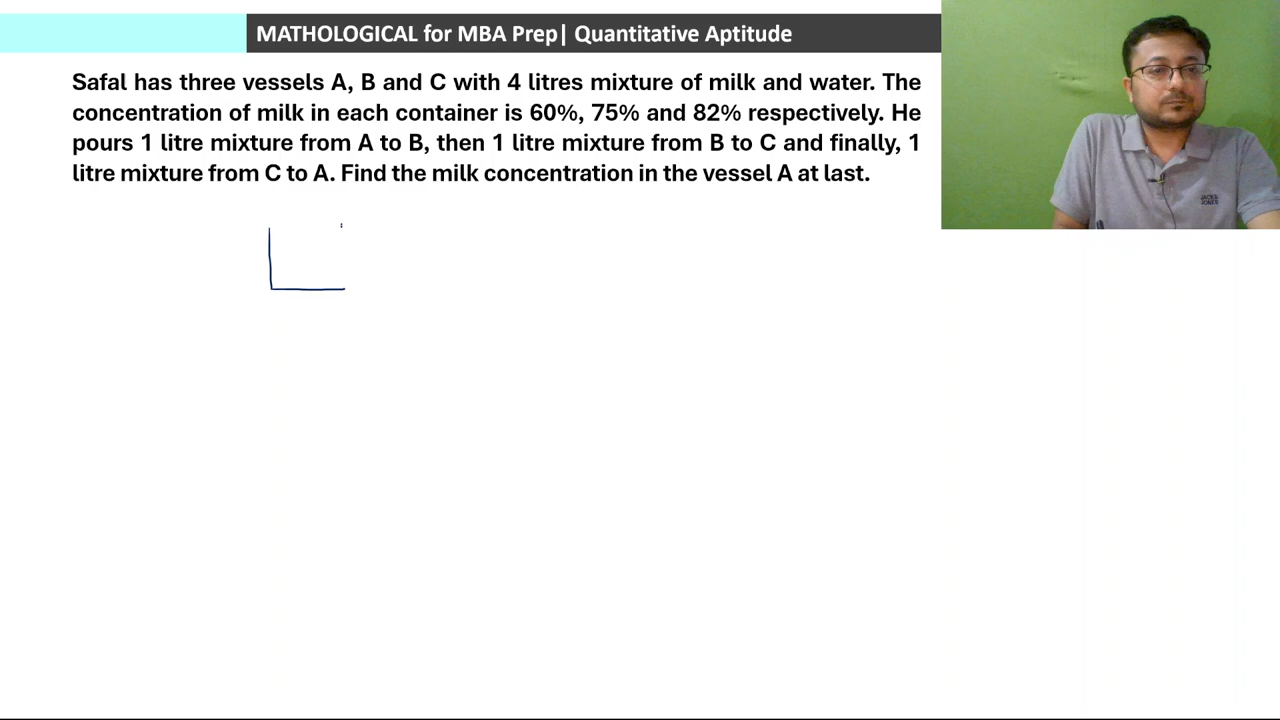 MATHOLOGICAL for MBA Prep| Quantitative Aptitude
Safal has three vessels A, B and C with 4 litres mixture of milk and water. The
concentration of milk in each container is 60%, 75% and 82% respectively. He
pours 1 litre mixture from A to B, then 1 litre mixture from B to C and finally, 1
litre mixture from C to A. Find the milk concentration in the vessel A at last.
JACK&
JONES